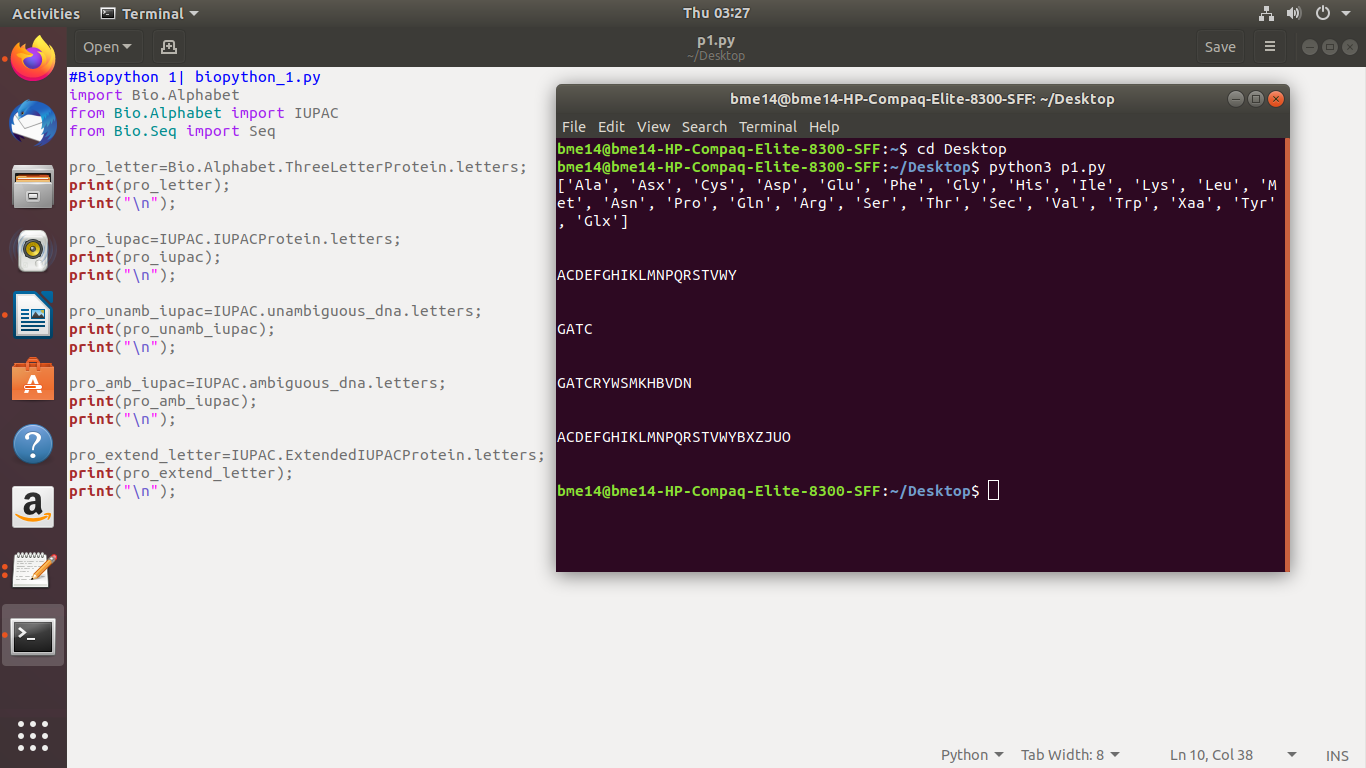 Activities
Terminal
Thu 03:27
Open
p1.py
~/Desktop
Save
#Biopython 1| biopython_1.py
import Bio.Alphabet
from Bio.Alphabet import IUPAC
from Bio.Seq import Seq
pro_letter=Bio.Alphabet.ThreeLetterProtein.letters;
print(pro_letter);
print("\n");
pro_iupac=IUPAC.IUPACProtein.letters;
print(pro_iupac);
print("\n");
pro_unamb_iupac=IUPAC.unambiguous_dna.letters;
print(pro_unamb_iupac);
print("\n");
pro_amb_iupac=IUPAC.ambiguous_dna.letters;
print(pro_amb_iupac);
print("\n");
pro_extend_letter=IUPAC.ExtendedIUPACProtein.letters;
print(pro_extend_letter);
print("\n");
bme14@bme14-HP-Compaq-Elite-8300-SFF: ~/Desktop
File Edit View Search Terminal Help
bme14@bme14-HP-Compaq-Elite-8300-SFF:~$ cd Desktop
bme14@bme14-HP-Compaq-Elite-8300-SFF:~/Desktop$ python3 p1.py
['Ala', 'Asx', 'Cys', 'Asp', 'Glu', 'Phe', 'Gly', 'His', 'Ile', 'Lys', 'Leu', 'M
et', 'Asn', 'Pro', 'Gln', 'Arg', 'Ser', 'Thr', 'Sec', 'Val', 'Trp', 'Xaa', 'Tyr'
, 'Glx']
ACDEFGHIKLMNPQRSTVWY
GATC
GATCRYWSMKHBVDN
ACDEFGHIKLMNPQRSTVWYBXZJUO
bme14@bme14-HP-Compaq-Elite-8300-SFF:~/Desktop$
Python
Tab Width: 8
Ln 10, Col 38
INS